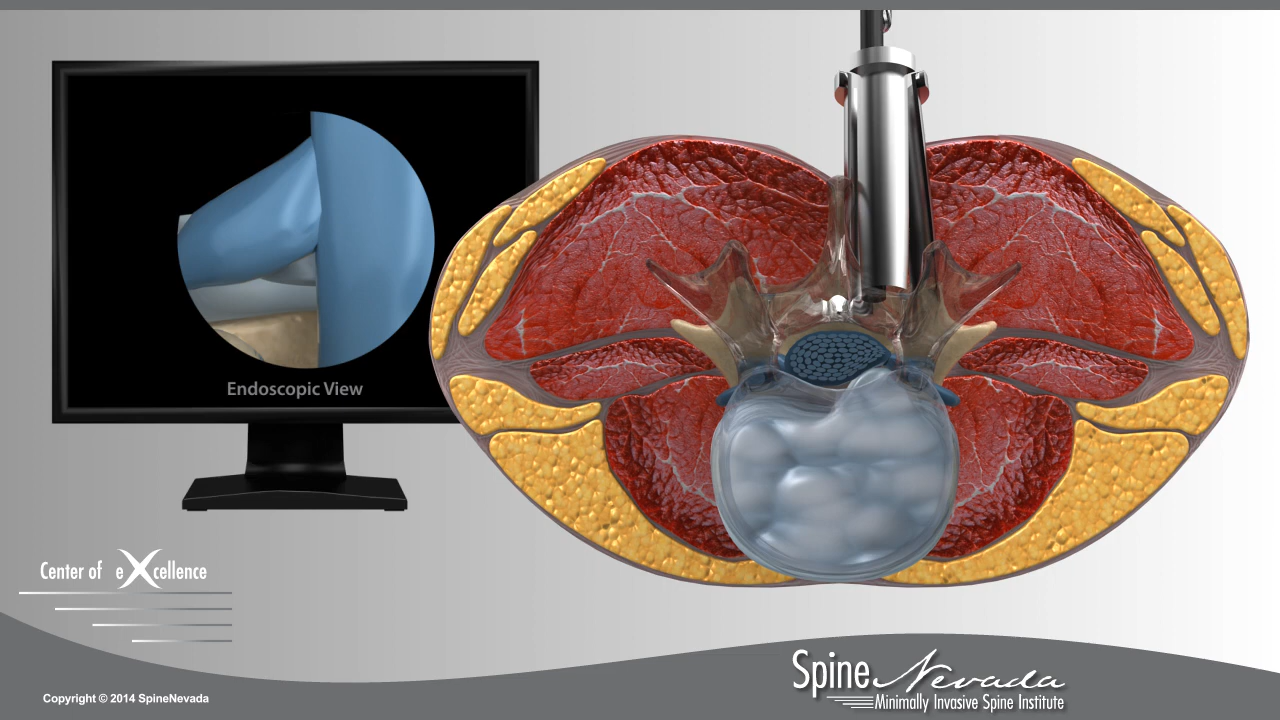 Endoscopic View
Center of eXcellence
Copyright © 2014 SpineNevada
Spine Nevada
Minimally Invasive Spine Institute